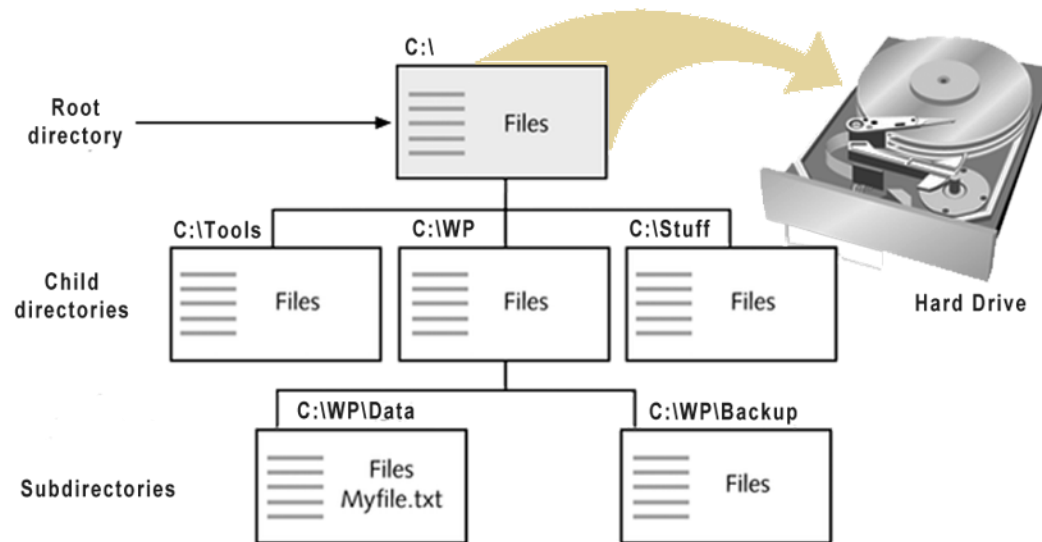 C:\
Root
directory
Files
C:\Tools
C:\WP
C:\Stuff
Child
directories
Files
Files
Files
Hard Drive
C:\WP\Data
C:\WP\Backup
Subdirectories
Files
Myfile.txt
Files